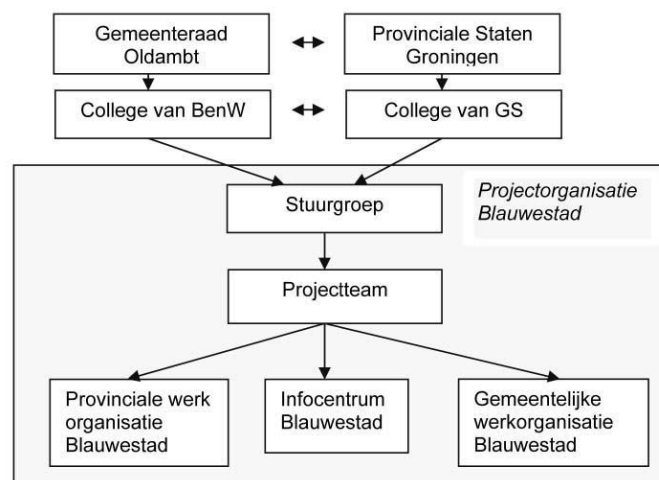 Gemeenteraad
Oldambt
Provinciale Staten
Groningen
College van BenW
College van GS
Projectorganisatie
Blauwestad
Stuurgroep
Projectteam
Provinciale werk
organisatie
Blauwestad
Infocentrum
Blauwestad
Gemeentelijke
werkorganisatie
Blauwestad